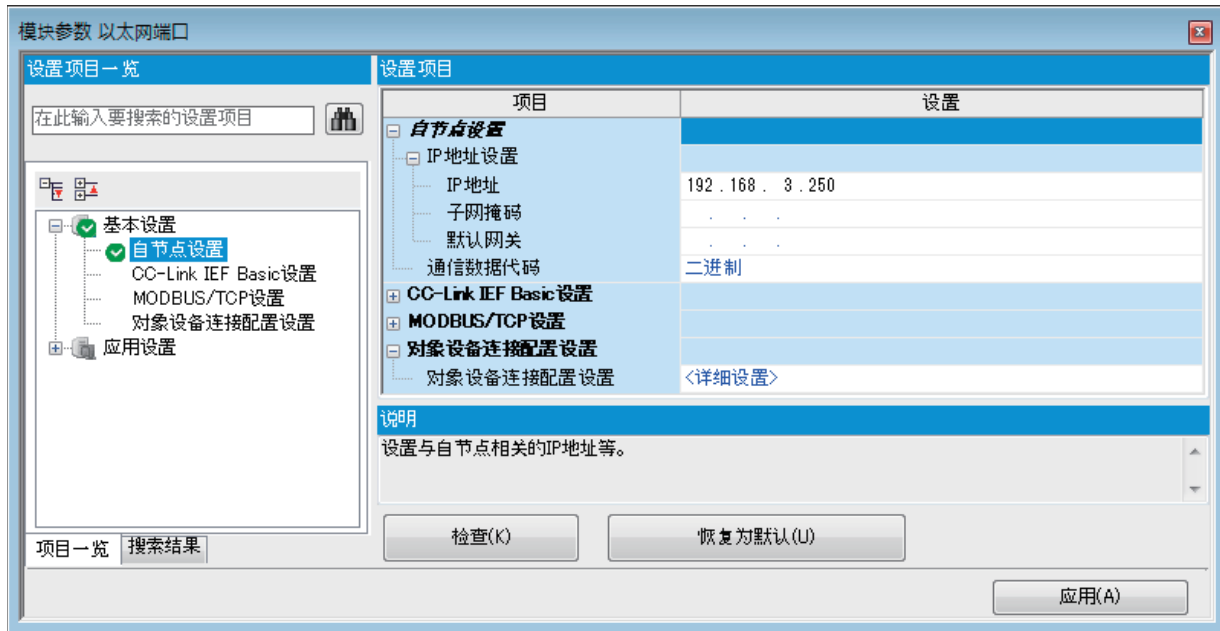 模块参数 以太网端口
设置项目一览
在此输入要搜索的设置项目
基本设置
自节点设置
CC-Link IEF Basic设置
MODBUS/TCP设置
对象设备连接配置设置
应用设置
项目一览 搜索结果
设置项目
项目 设置
自节点设置
IP地址设置
IP地址 192 . 168 . 3 . 250
子网掩码 . . .
默认网关 . . .
通信数据代码 二进制
CC-Link IEF Basic设置
MODBUS/TCP设置
对象设备连接配置设置
对象设备连接配置设置 <详细设置>
说明
设置与自节点相关的IP地址等。
检查(K) 恢复为默认(U)
应用(A)